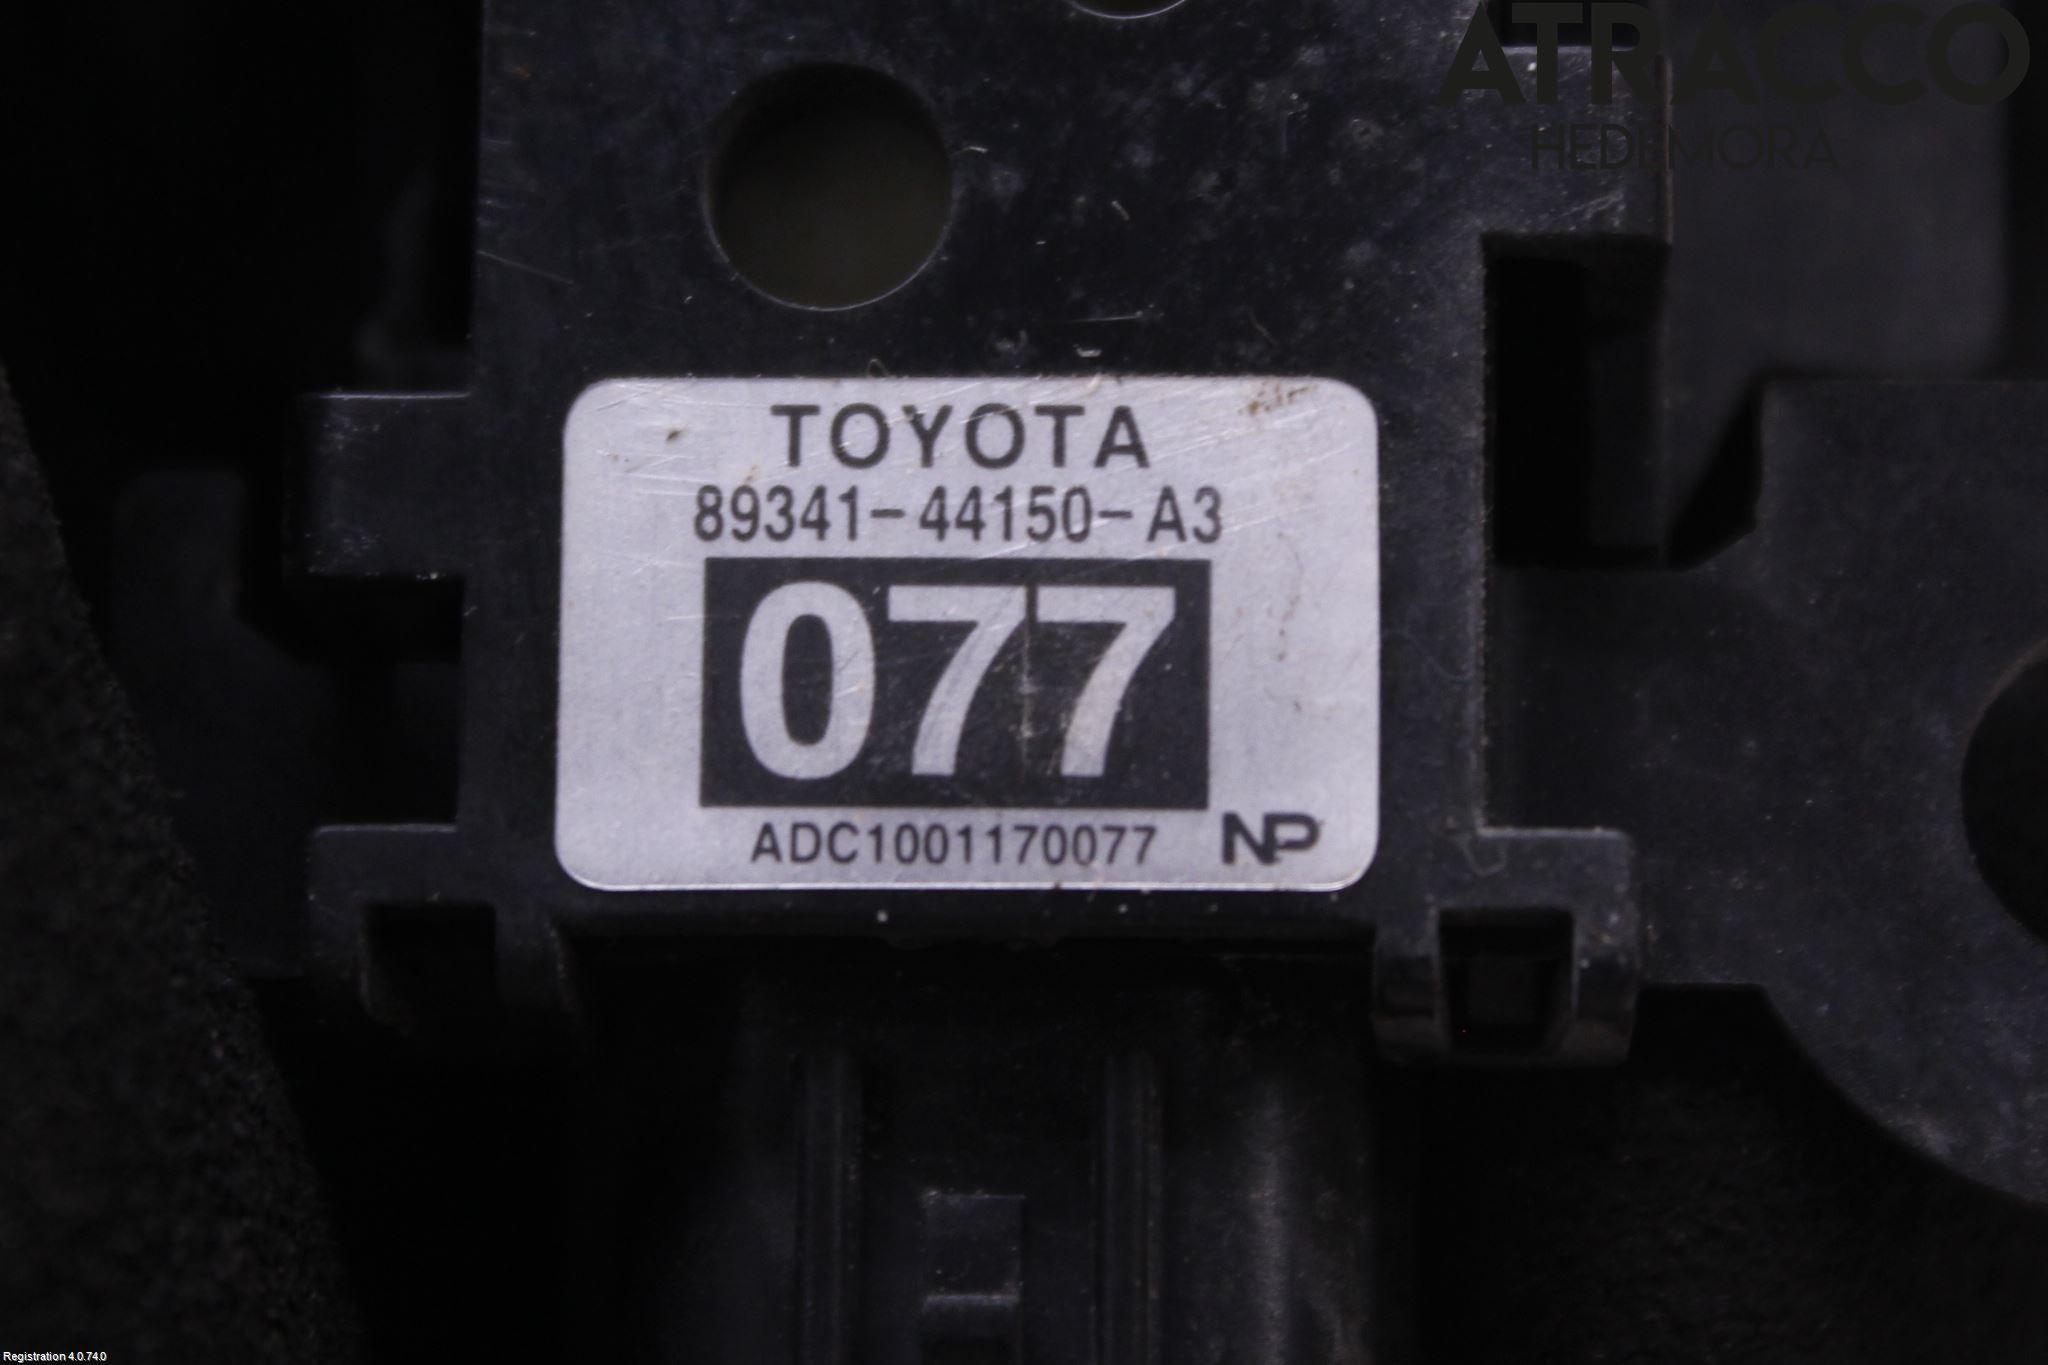 ATRACCO
HEDEMORA
TOYOTA
89341-44150-A3
077
ADC1001170077 NP
Registration 4.0.74.0